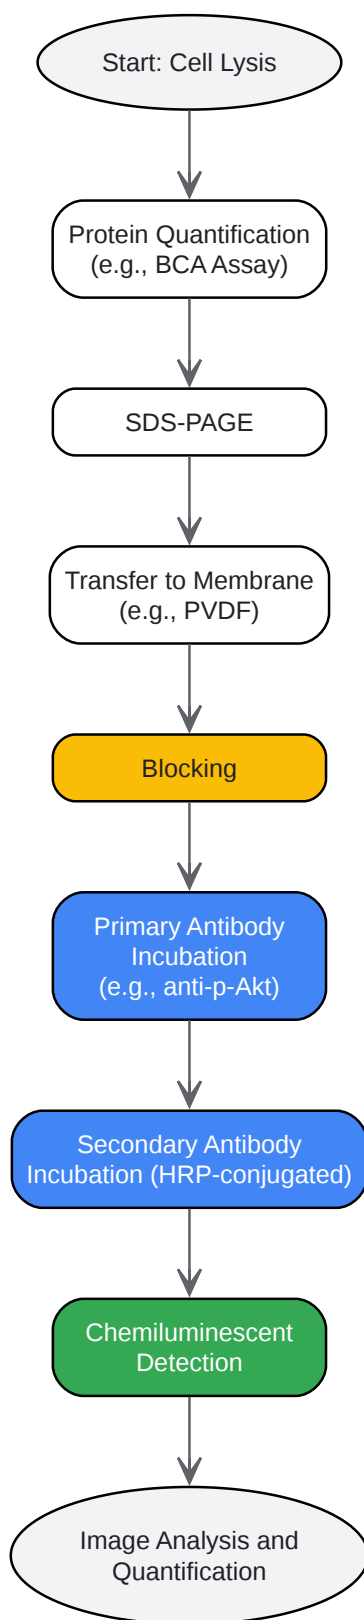 Start: Cell Lysis
Protein Quantification
(e.g., BCA Assay)
SDS-PAGE
Transfer to Membrane
(e.g., PVDF)
Blocking
Primary Antibody
Incubation
(e.g., anti-p-Akt)
Secondary Antibody
Incubation (HRP-conjugated)
Chemiluminescent
Detection
Image Analysis and
Quantification